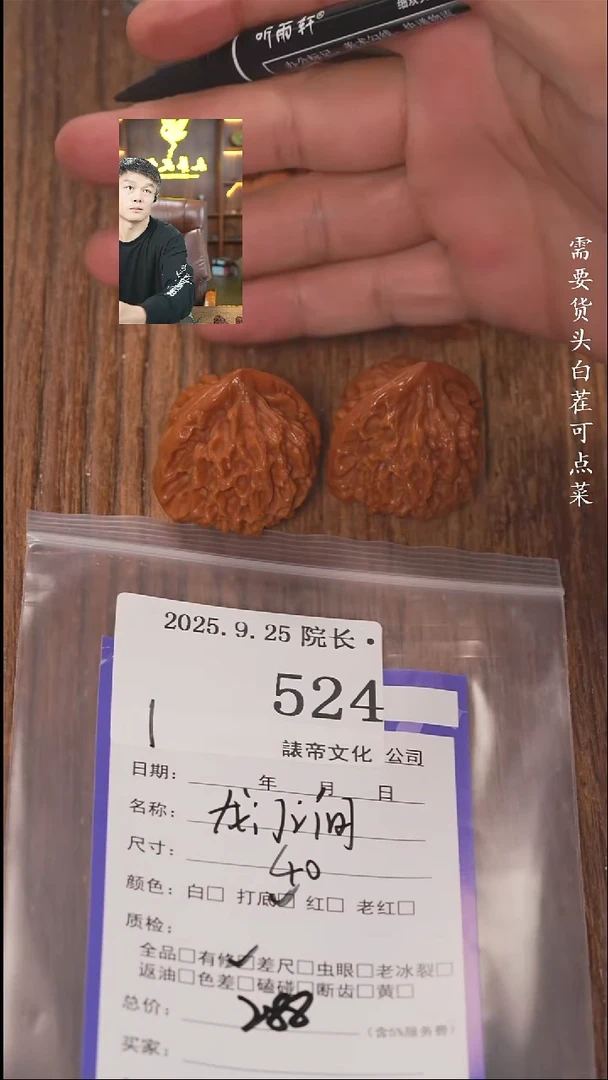 听雨轩®
需要货头白茬可点菜
2025.9.25 院长·
524
1
諘帝文化 公司
日期: 年 月 日
名称: 龙门涧
尺寸: 40
颜色: 白□ 打底□ 红□ 老红□
质检:
全品□有修□差尺□虫眼□老冰裂□
返油□色差□磕碰□断齿□黄□
总价: (含5%服务费)
买家: